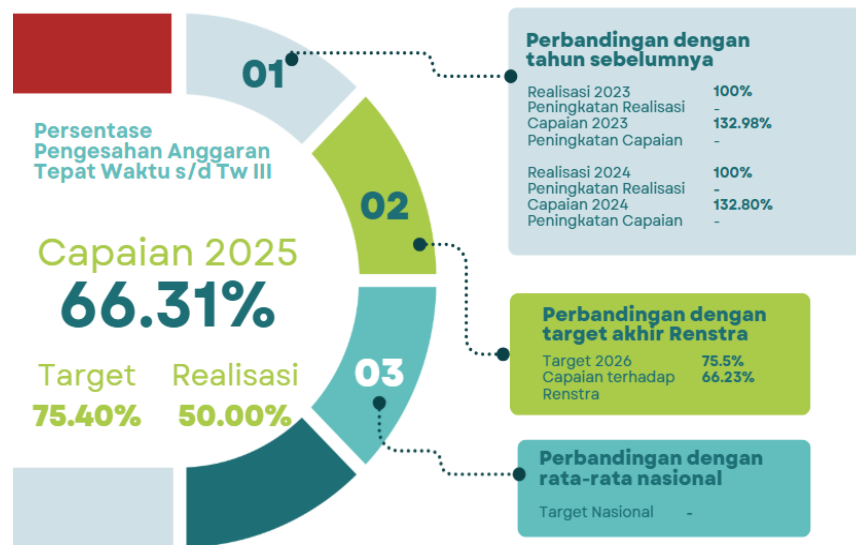 Persentase
Pengesahan Anggaran
Tepat Waktu s/d Tw III
Capaian 2025
66.31%
Target Realisasi
75.40% 50.00%
01
02
03
Perbandingan dengan
tahun sebelumnya
Realisasi 2023 100%
Peningkatan Realisasi -
Capaian 2023 132.98%
Peningkatan Capaian -
Realisasi 2024 100%
Peningkatan Realisasi -
Capaian 2024 132.80%
Peningkatan Capaian -
Perbandingan dengan
target akhir Renstra
Target 2026 75.5%
Capaian terhadap 66.23%
Renstra
Perbandingan dengan
rata-rata nasional
Target Nasional -